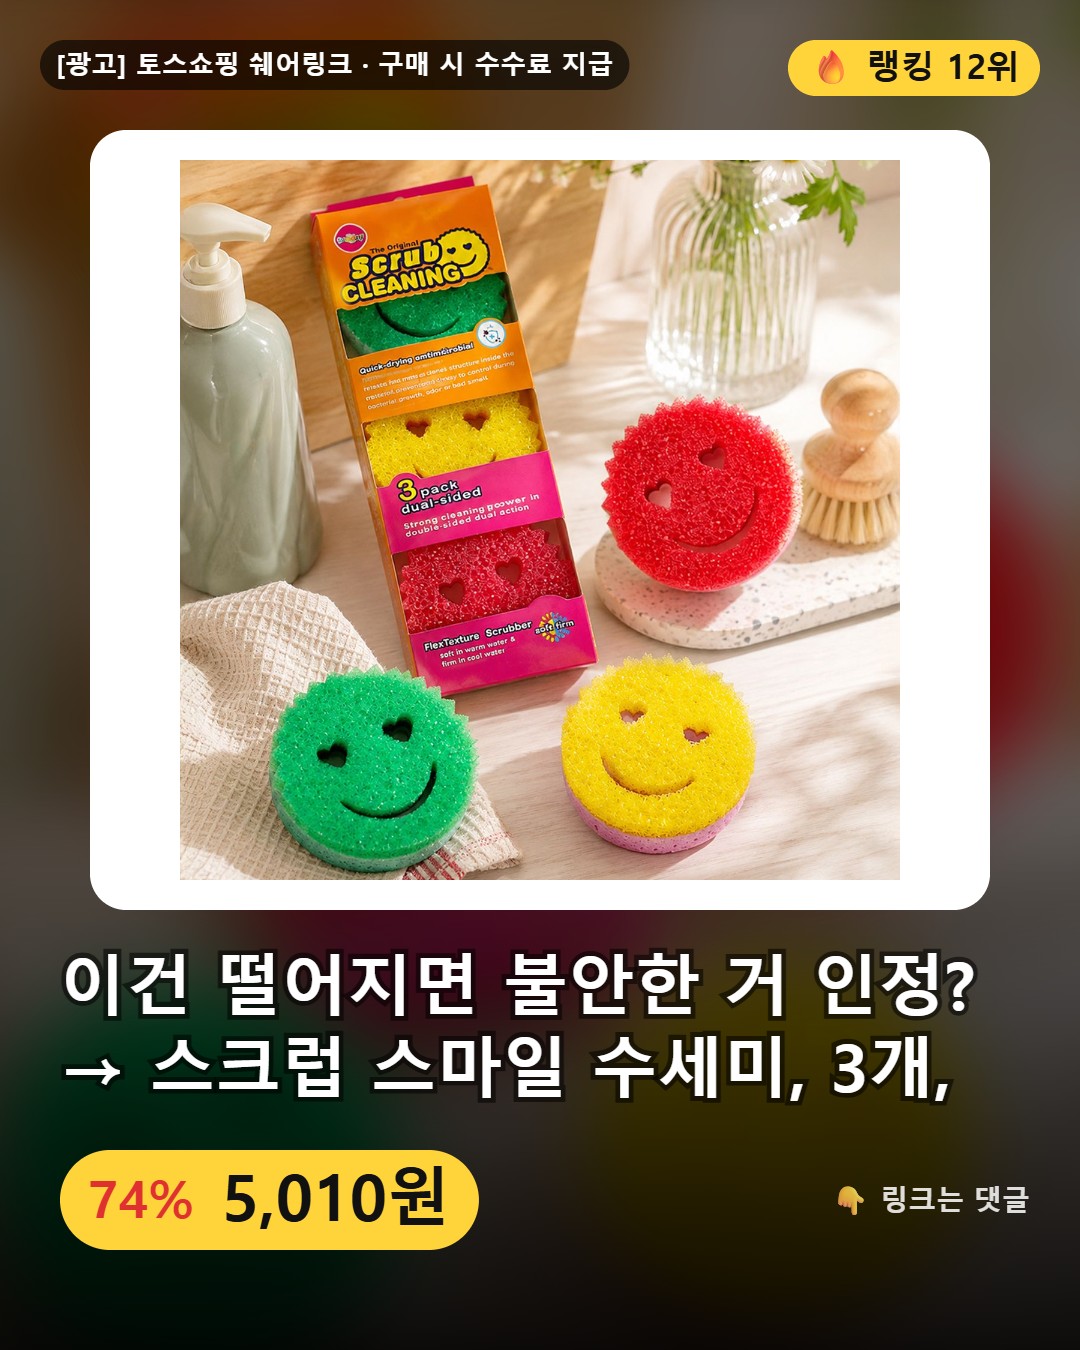 [광고] 토스쇼핑 쉐어링크 · 구매 시 수수료 지급
🔥 랭킹 12위
The Original
Scrub
CLEANING
Quick-drying amtimairobial
3 pack
dual-sided
Strong cleaning goower in
double-sided dual action
FlexTexture Scrubber
soft firm
soft in warm water &
firm in cool water
이건 떨어지면 불안한 거 인정?
→ 스크럽 스마일 수세미, 3개,
74% 5,010원
👇 링크는 댓글